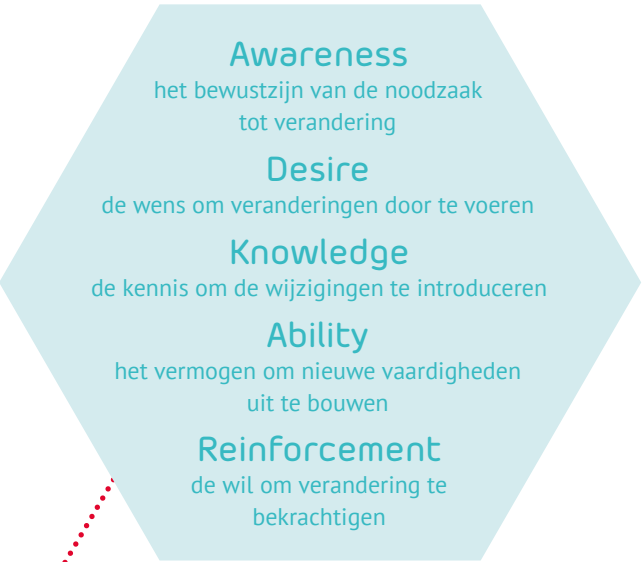 Awareness
het bewustzijn van de noodzaak
tot verandering
Desire
de wens om veranderingen door te voeren
Knowledge
de kennis om de wijzigingen te introduceren
Ability
het vermogen om nieuwe vaardigheden
uit te bouwen
Reinforcement
de wil om verandering te
bekrachtigen